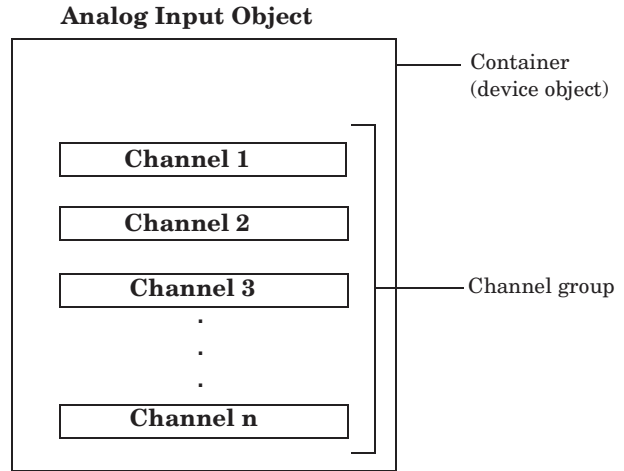 Analog Input Object
Container
(device object)
Channel 1
Channel 2
Channel 3
.
.
.
Channel group
Channel n